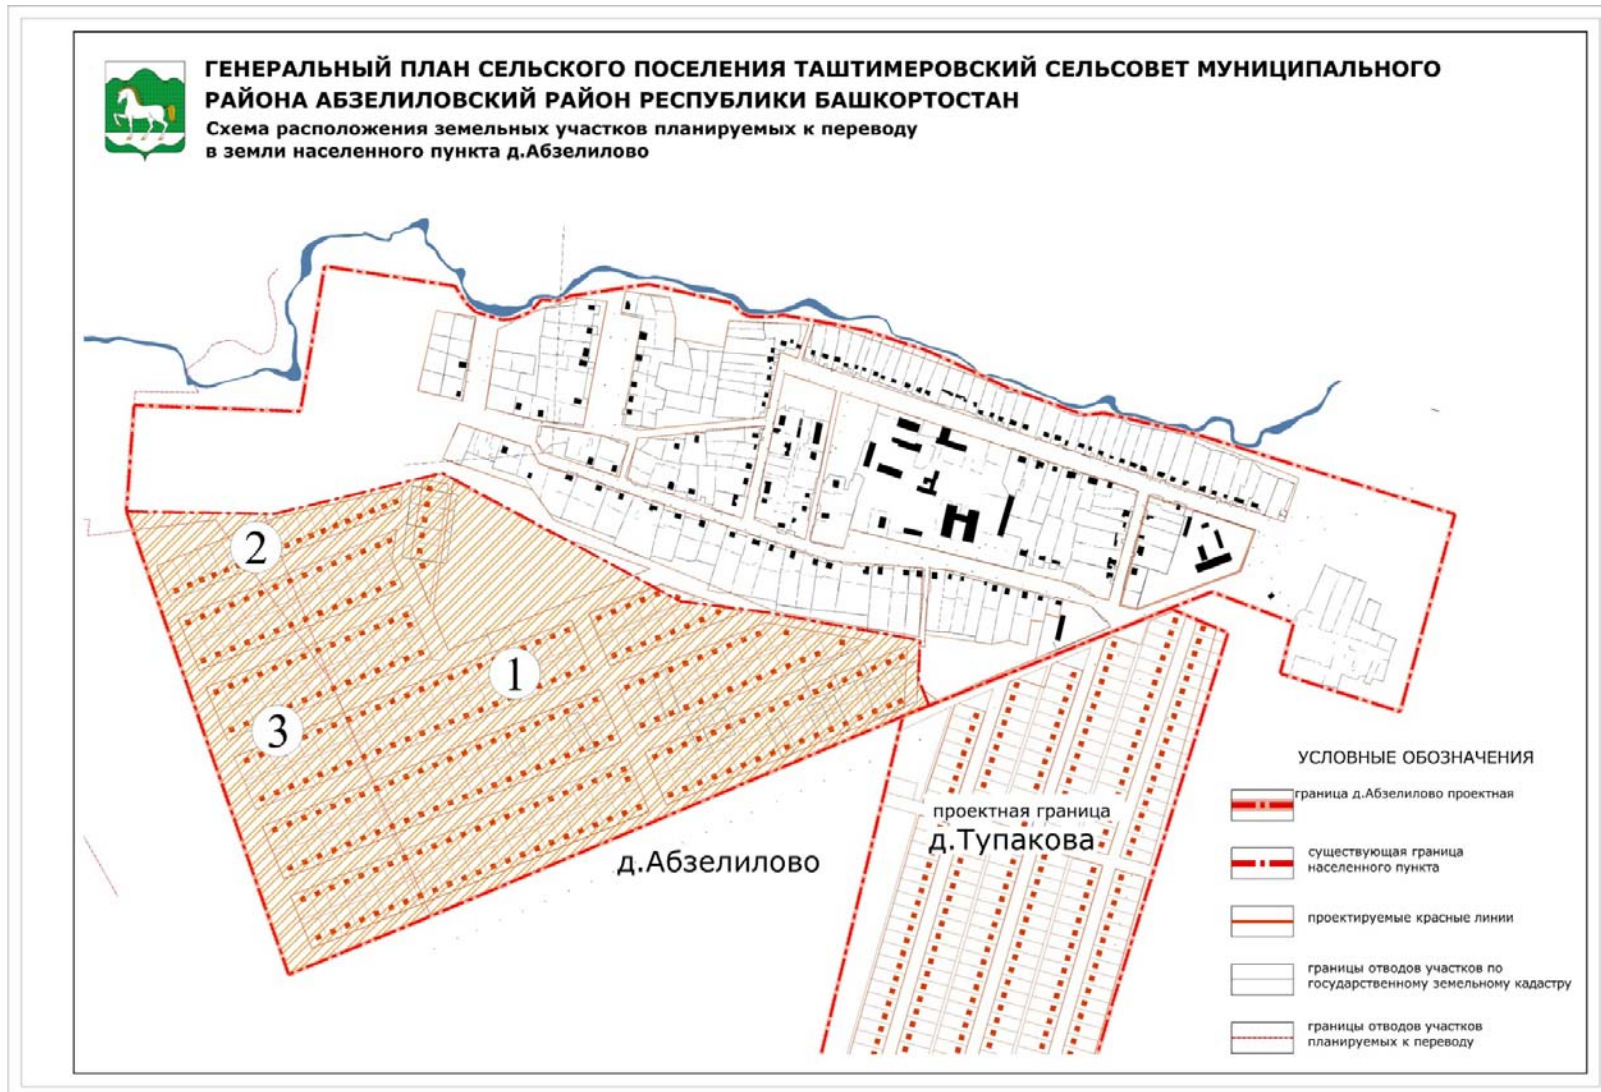 ГЕНЕРАЛЬНЫЙ ПЛАН СЕЛЬСКОГО ПОСЕЛЕНИЯ ТАШТИМЕРОВСКИЙ СЕЛЬСОВЕТ МУНИЦИПАЛЬНОГО
РАЙОНА АБЗЕЛИЛОВСКИЙ РАЙОН РЕСПУБЛИКИ БАШКОРТОСТАН
Схема расположения земельных участков планируемых к переводу
в земли населенного пункта д.Абзелилово
2
1
3
д.Абзелилово
проектная граница
д.Тупакова
УСЛОВНЫЕ ОБОЗНАЧЕНИЯ
граница д.Абзелилово проектная
существующая граница
населенного пункта
проектируемые красные линии
границы отводов участков по
государственному земельному кадастру
границы отводов участков
планируемых к переводу